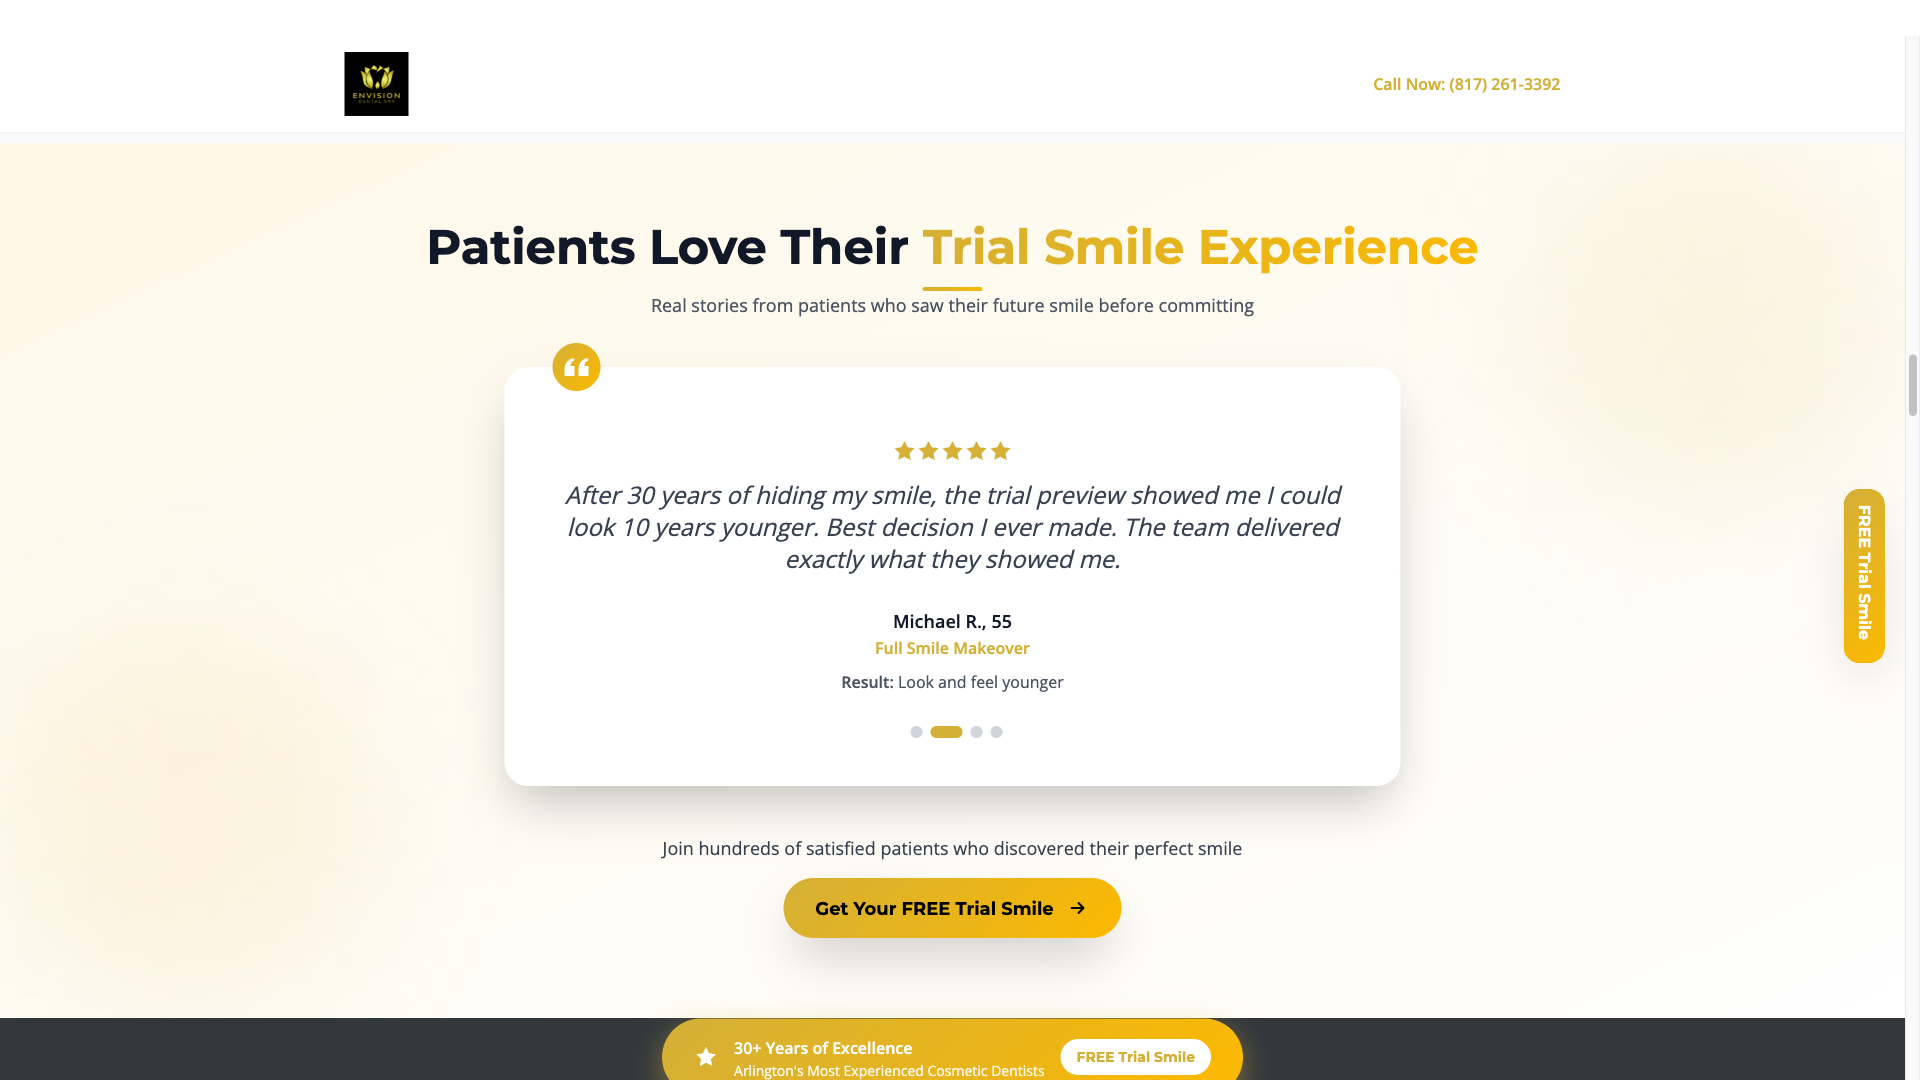 ENVISION
DENTAL SPA
Call Now: (817) 261-3392
Patients Love Their Trial Smile Experience
Real stories from patients who saw their future smile before committing
After 30 years of hiding my smile, the trial preview showed me I could
look 10 years younger. Best decision I ever made. The team delivered
exactly what they showed me.
Michael R., 55
Full Smile Makeover
Result: Look and feel younger
FREE Trial Smile
Join hundreds of satisfied patients who discovered their perfect smile
Get Your FREE Trial Smile
30+ Years of Excellence
Arlington's Most Experienced Cosmetic Dentists
FREE Trial Smile